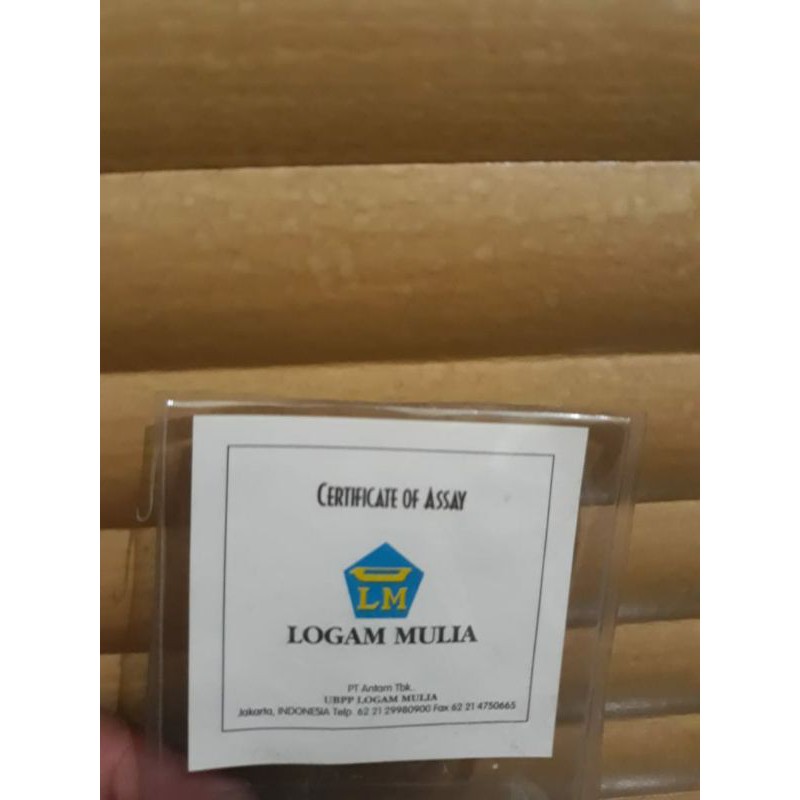 CERTIFICATE OF ASSAY
LM
LOGAM MULIA
PT Antam Tbk.
UBPP LOGAM MULIA
Jakarta, INDONESIA Telp. 62 21 29980900 Fax 62 21 4750665